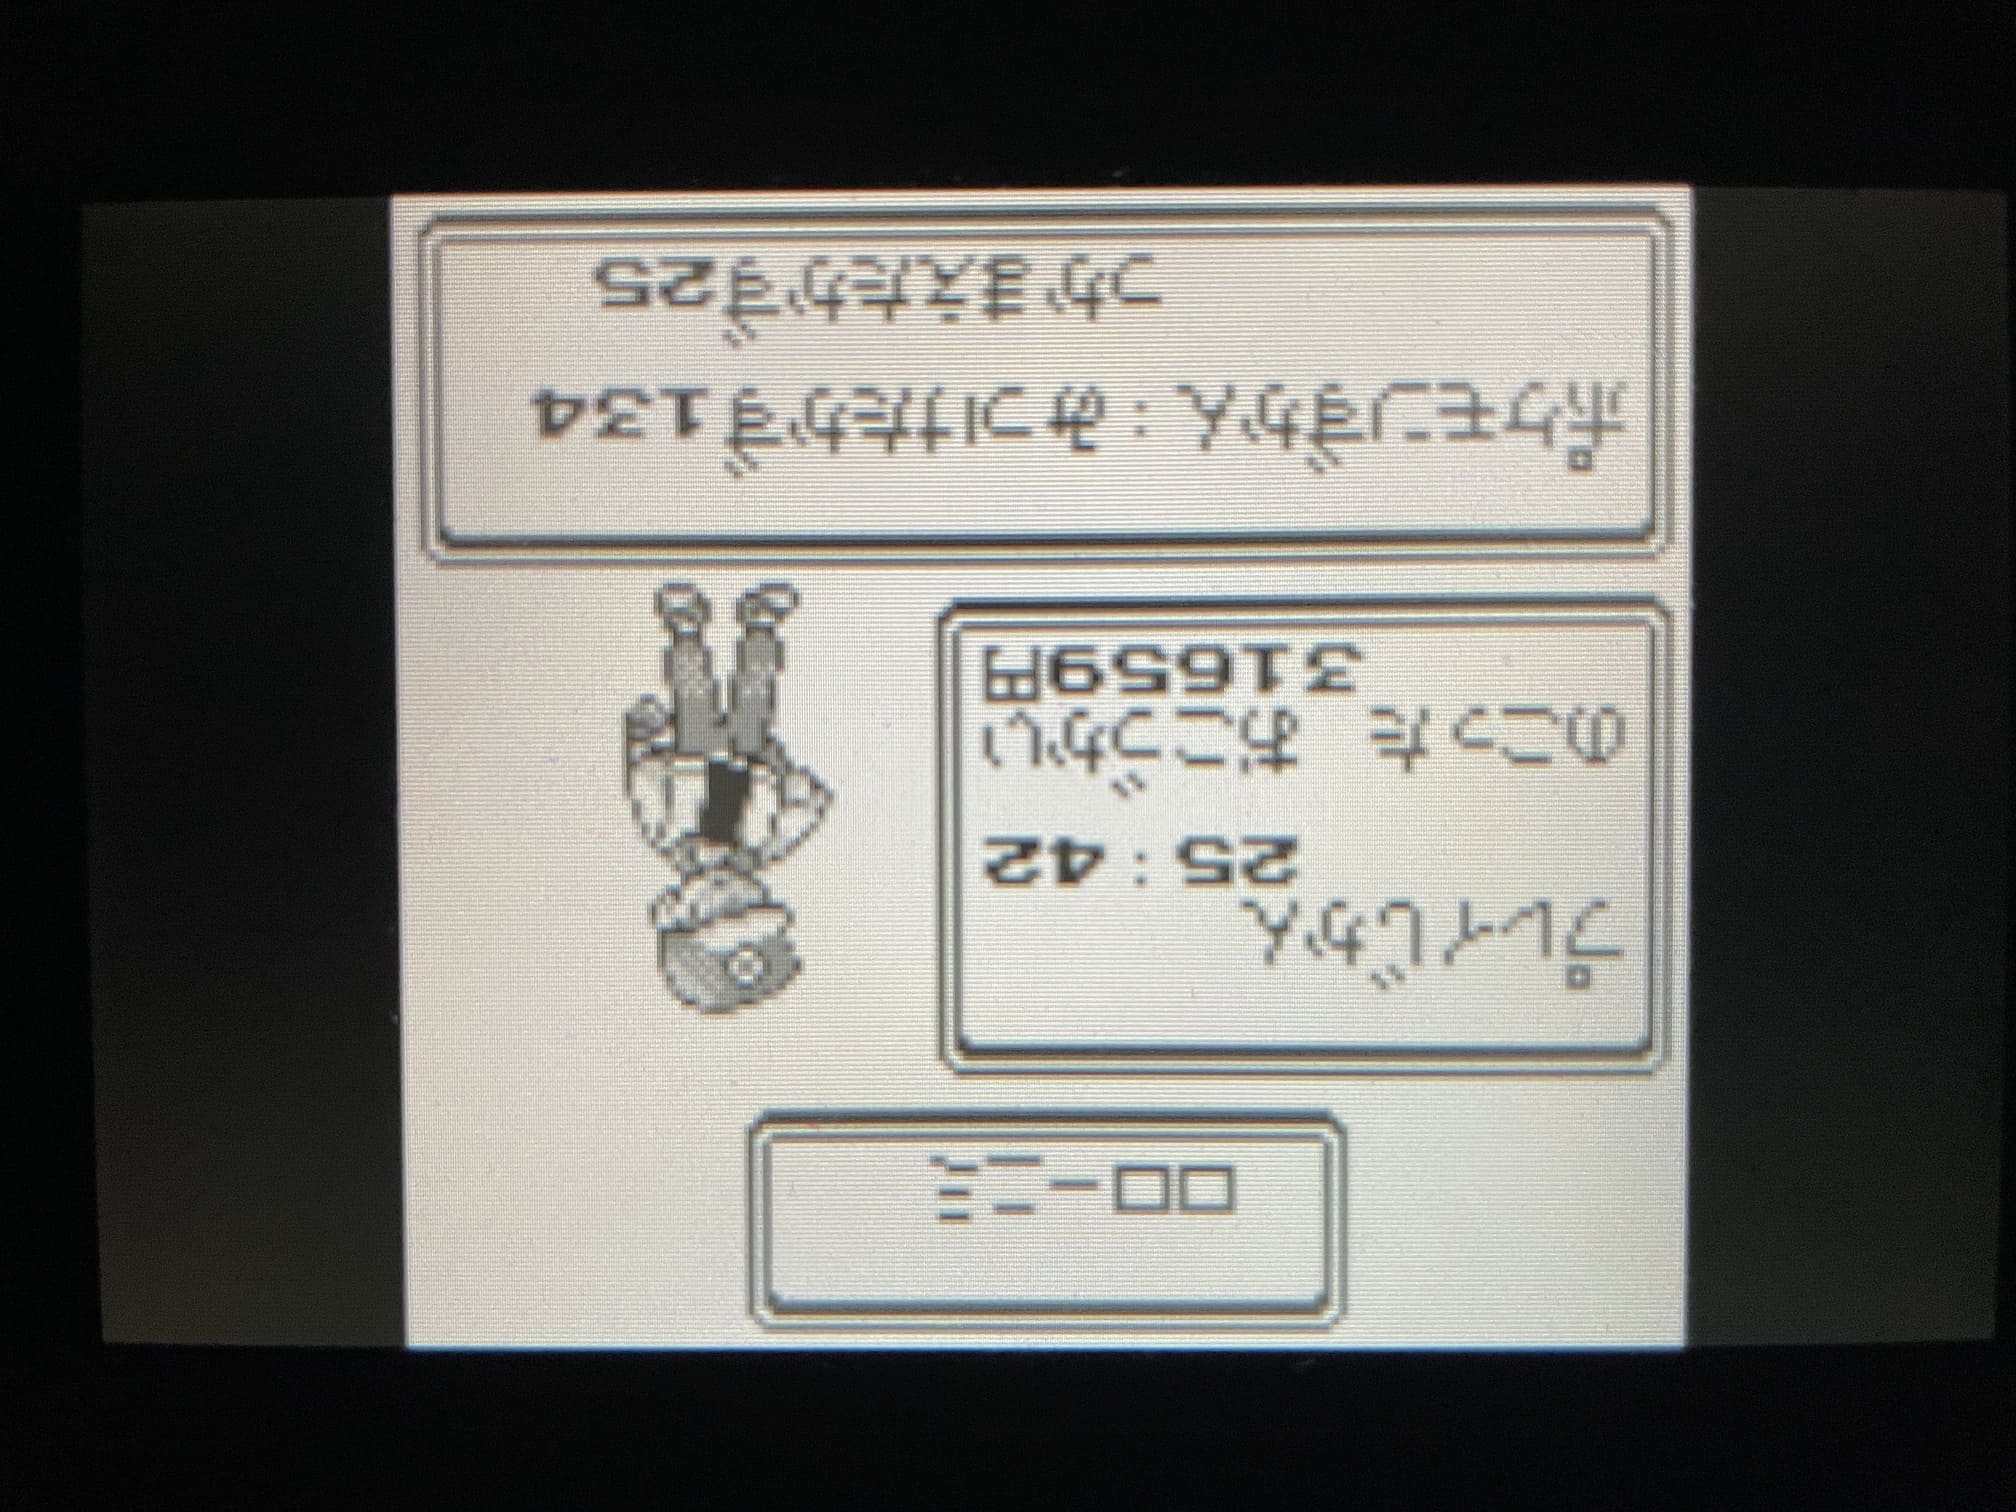 ロローニミ
プレイじかん
25:42
のこった おこづかい
31659円
ポケモンずかん:みつけたかず134
つかまえたかず25